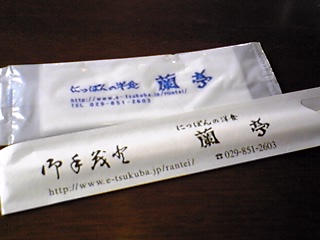 にっぽんの洋食 蘭亭
http://www.e-tsukuba.jp/rantei/
TEL 029-851-2603
御手茂登
にっぽんの洋食
蘭亭
☎029-851-2603
http://www.e-tsukuba.jp/rantei/